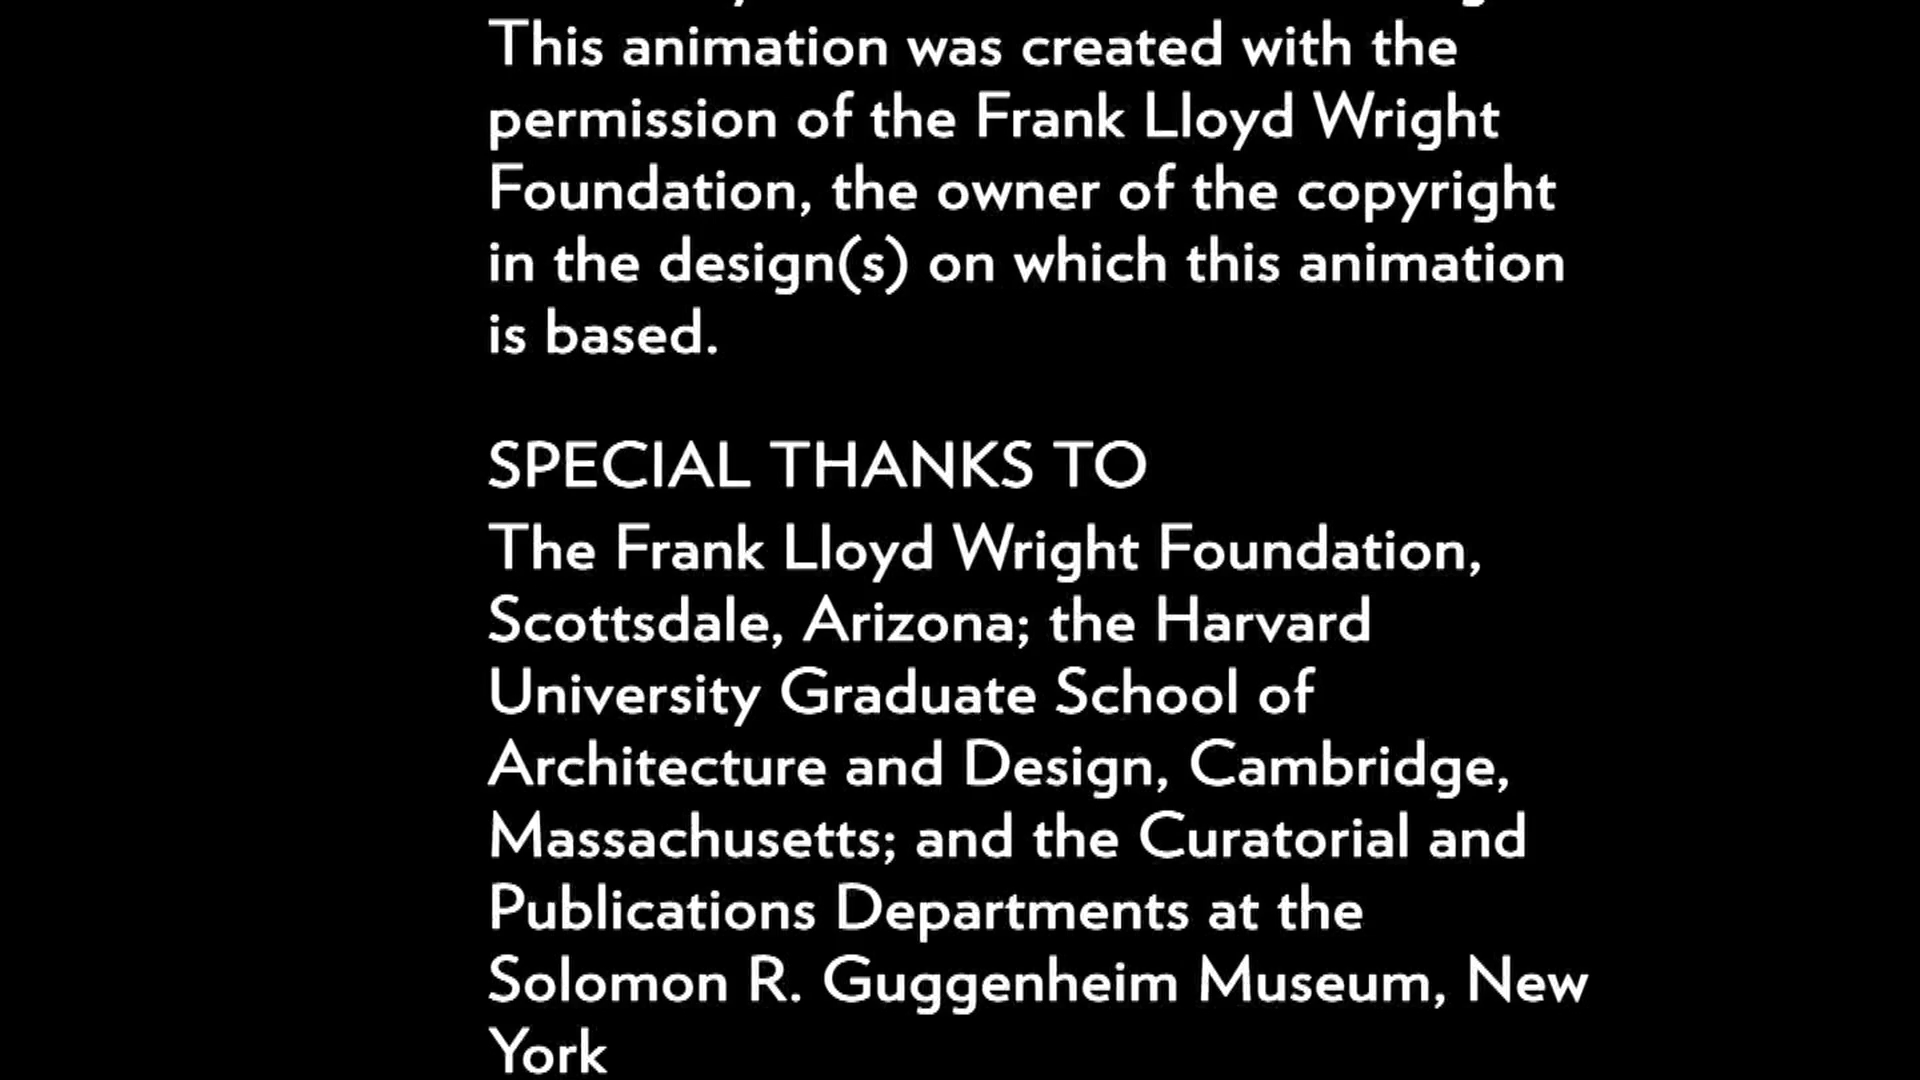 This animation was created with the
permission of the Frank Lloyd Wright
Foundation, the owner of the copyright
in the design(s) on which this animation
is based.
SPECIAL THANKS TO
The Frank Lloyd Wright Foundation,
Scottsdale, Arizona; the Harvard
University Graduate School of
Architecture and Design, Cambridge,
Massachusetts; and the Curatorial and
Publications Departments at the
Solomon R. Guggenheim Museum, New
York